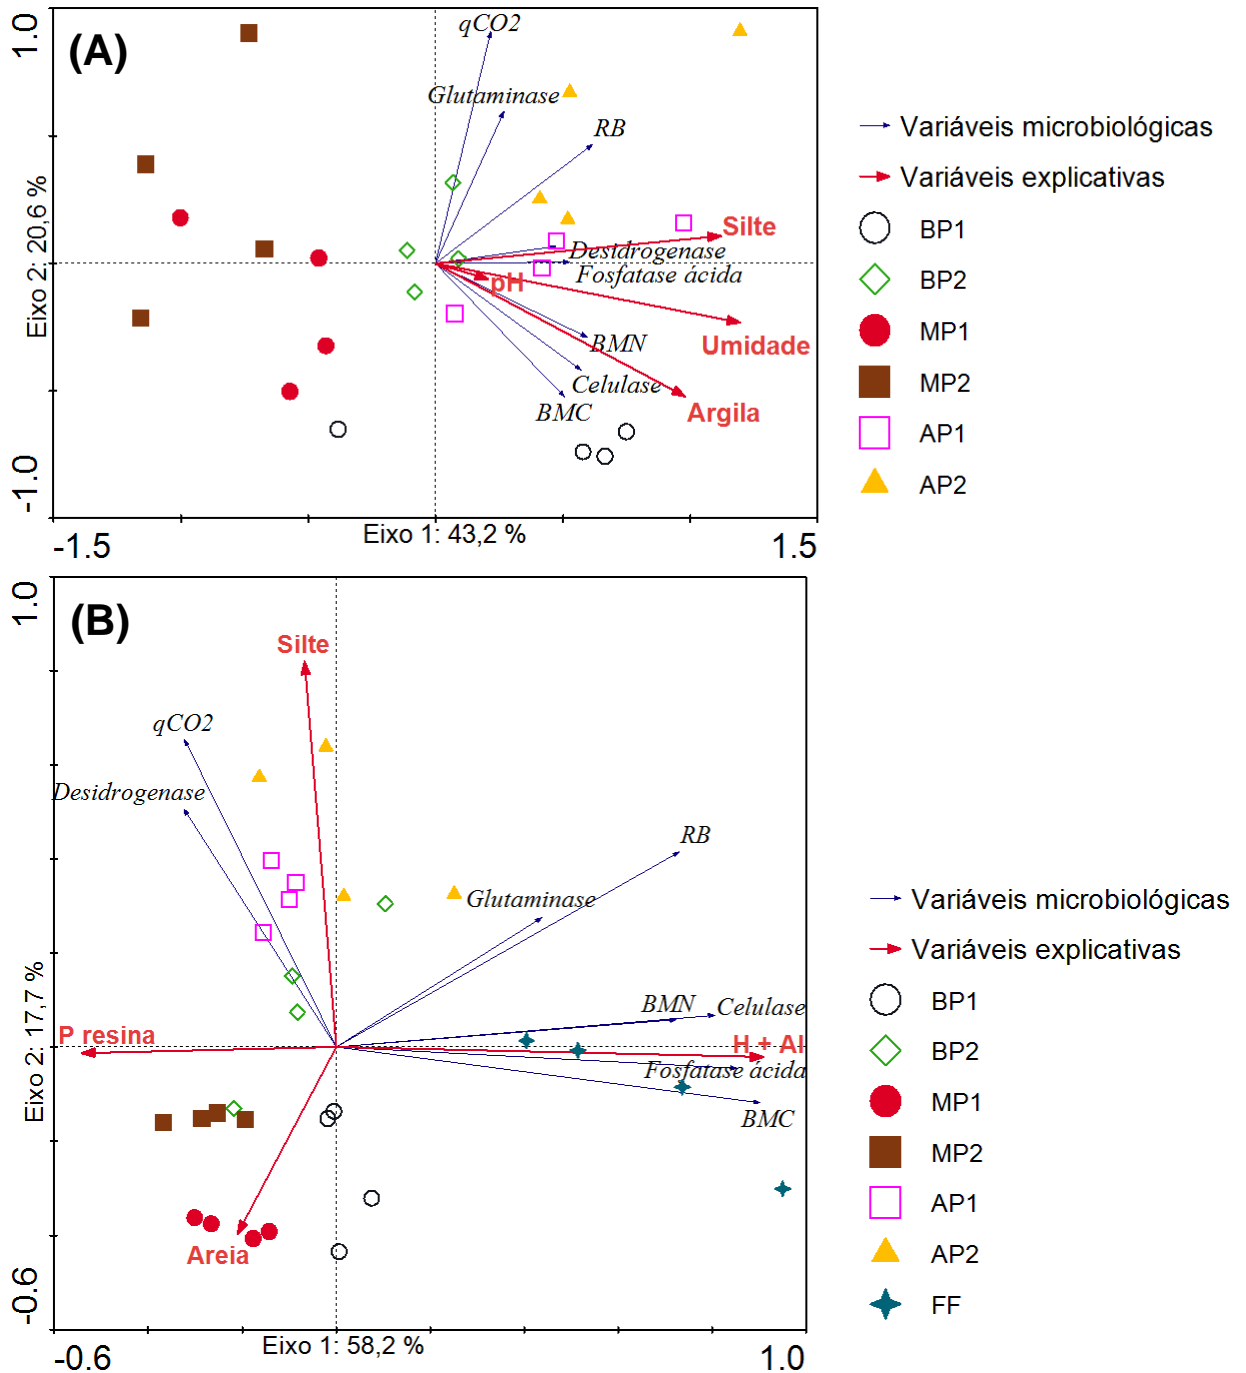 (A)
1.0
qCO2
Glutaminase
RB
Silte
Desidrogenase
Fosfatase ácida
pH
Umidade
BMN
Celulase
BMC
Argila
Eixo 2: 20,6 %
-1.0
-1.5
Eixo 1: 43,2 %
1.5
Variáveis microbiológicas
Variáveis explicativas
BP1
BP2
MP1
MP2
AP1
AP2
(B)
1.0
Silte
qCO2
Desidrogenase
RB
Glutaminase
BMN
Celulase
P resina
H + Al
Fosfatase ácida
BMC
Areia
Eixo 2: 17,7 %
-0.6
-0.6
Eixo 1: 58,2 %
1.0
Variáveis microbiológicas
Variáveis explicativas
BP1
BP2
MP1
MP2
AP1
AP2
FF